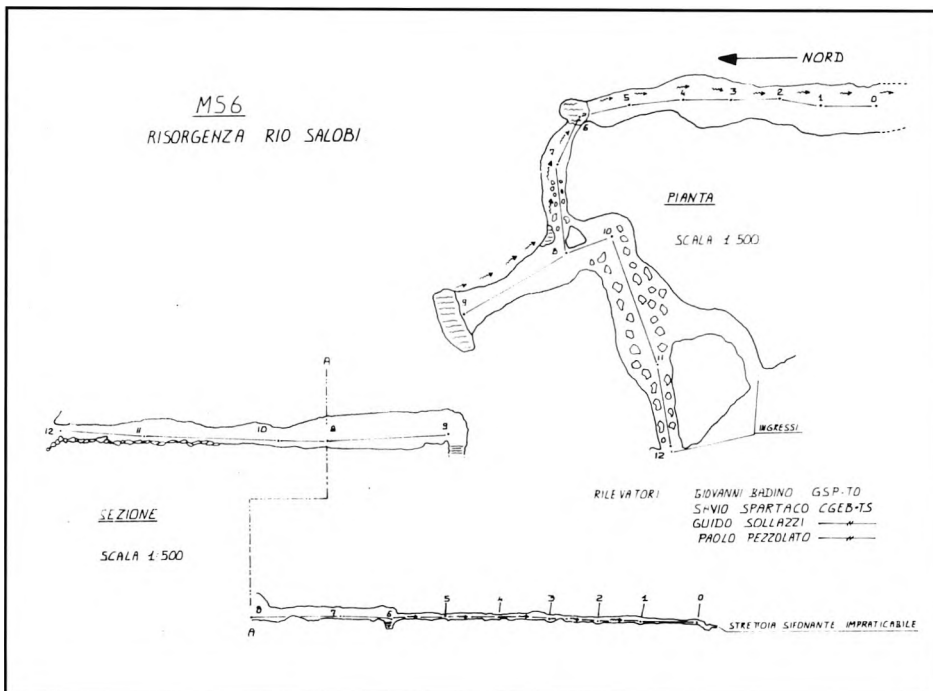 MS6
RISORGENZA RIO SALOBI
NORD
5 4 3 2 1 0
6
7
PIANTA
SCALA 1:500
10
8
9
11
12
INGRESSI
A
12 11 10 8 9
SEZIONE
SCALA 1:500
RILEVATORI GIOVANNI BADINO GSP-TO
SAVIO SPARTACO CGEB-TS
GUIDO SOLLAZZI —〃—
PAOLO PEZZOLATO —〃—
8 7 6 5 4 3 2 1 0
A
STRETTOIA SIFONANTE IMPRATICABILE